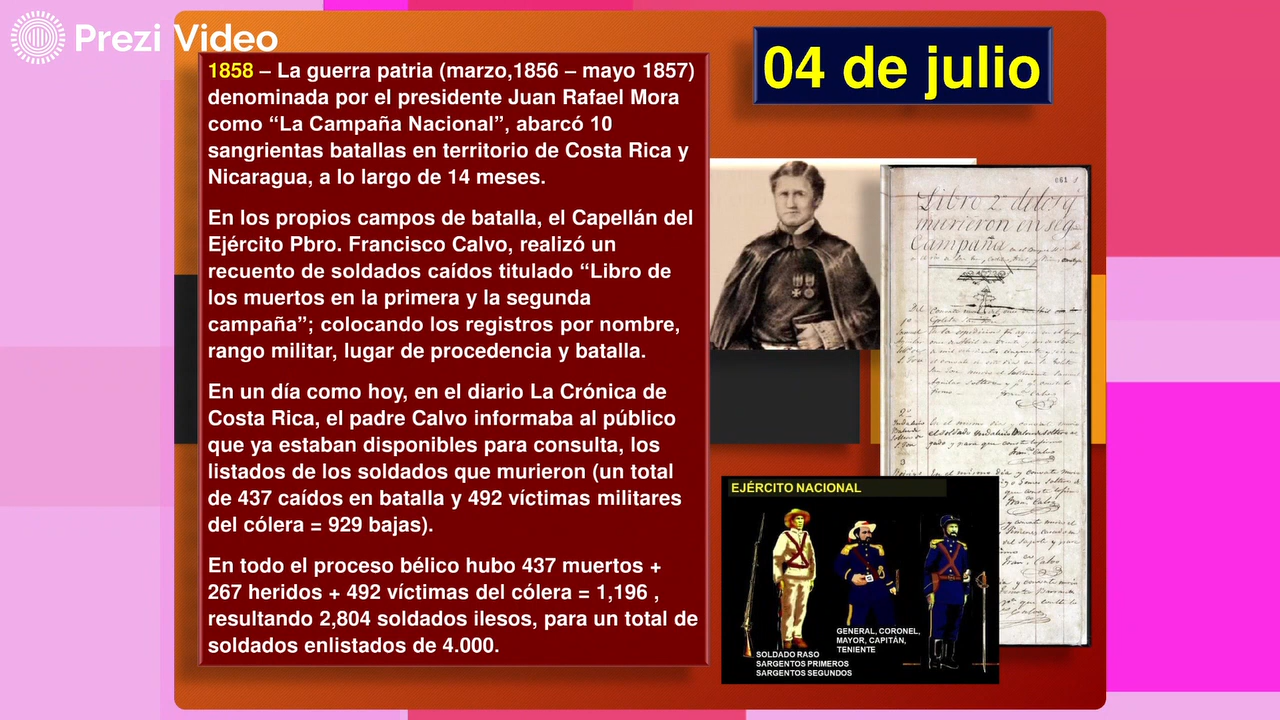 Prezi Video
04 de julio
1858 – La guerra patria (marzo,1856 – mayo 1857)
denominada por el presidente Juan Rafael Mora
como “La Campaña Nacional”, abarcó 10
sangrientas batallas en territorio de Costa Rica y
Nicaragua, a lo largo de 14 meses.
En los propios campos de batalla, el Capellán del
Ejército Pbro. Francisco Calvo, realizó un
recuento de soldados caídos titulado “Libro de
los muertos en la primera y la segunda
campaña”; colocando los registros por nombre,
rango militar, lugar de procedencia y batalla.
En un día como hoy, en el diario La Crónica de
Costa Rica, el padre Calvo informaba al público
que ya estaban disponibles para consulta, los
listados de los soldados que murieron (un total
de 437 caídos en batalla y 492 víctimas militares
del cólera = 929 bajas).
En todo el proceso bélico hubo 437 muertos +
267 heridos + 492 víctimas del cólera = 1,196 ,
resultando 2,804 soldados ilesos, para un total de
soldados enlistados de 4.000.
Libro 2º de los q
murieron en seg
Campaña
EJÉRCITO NACIONAL
GENERAL, CORONEL,
MAYOR, CAPITÁN,
TENIENTE
SOLDADO RASO
SARGENTOS PRIMEROS
SARGENTOS SEGUNDOS